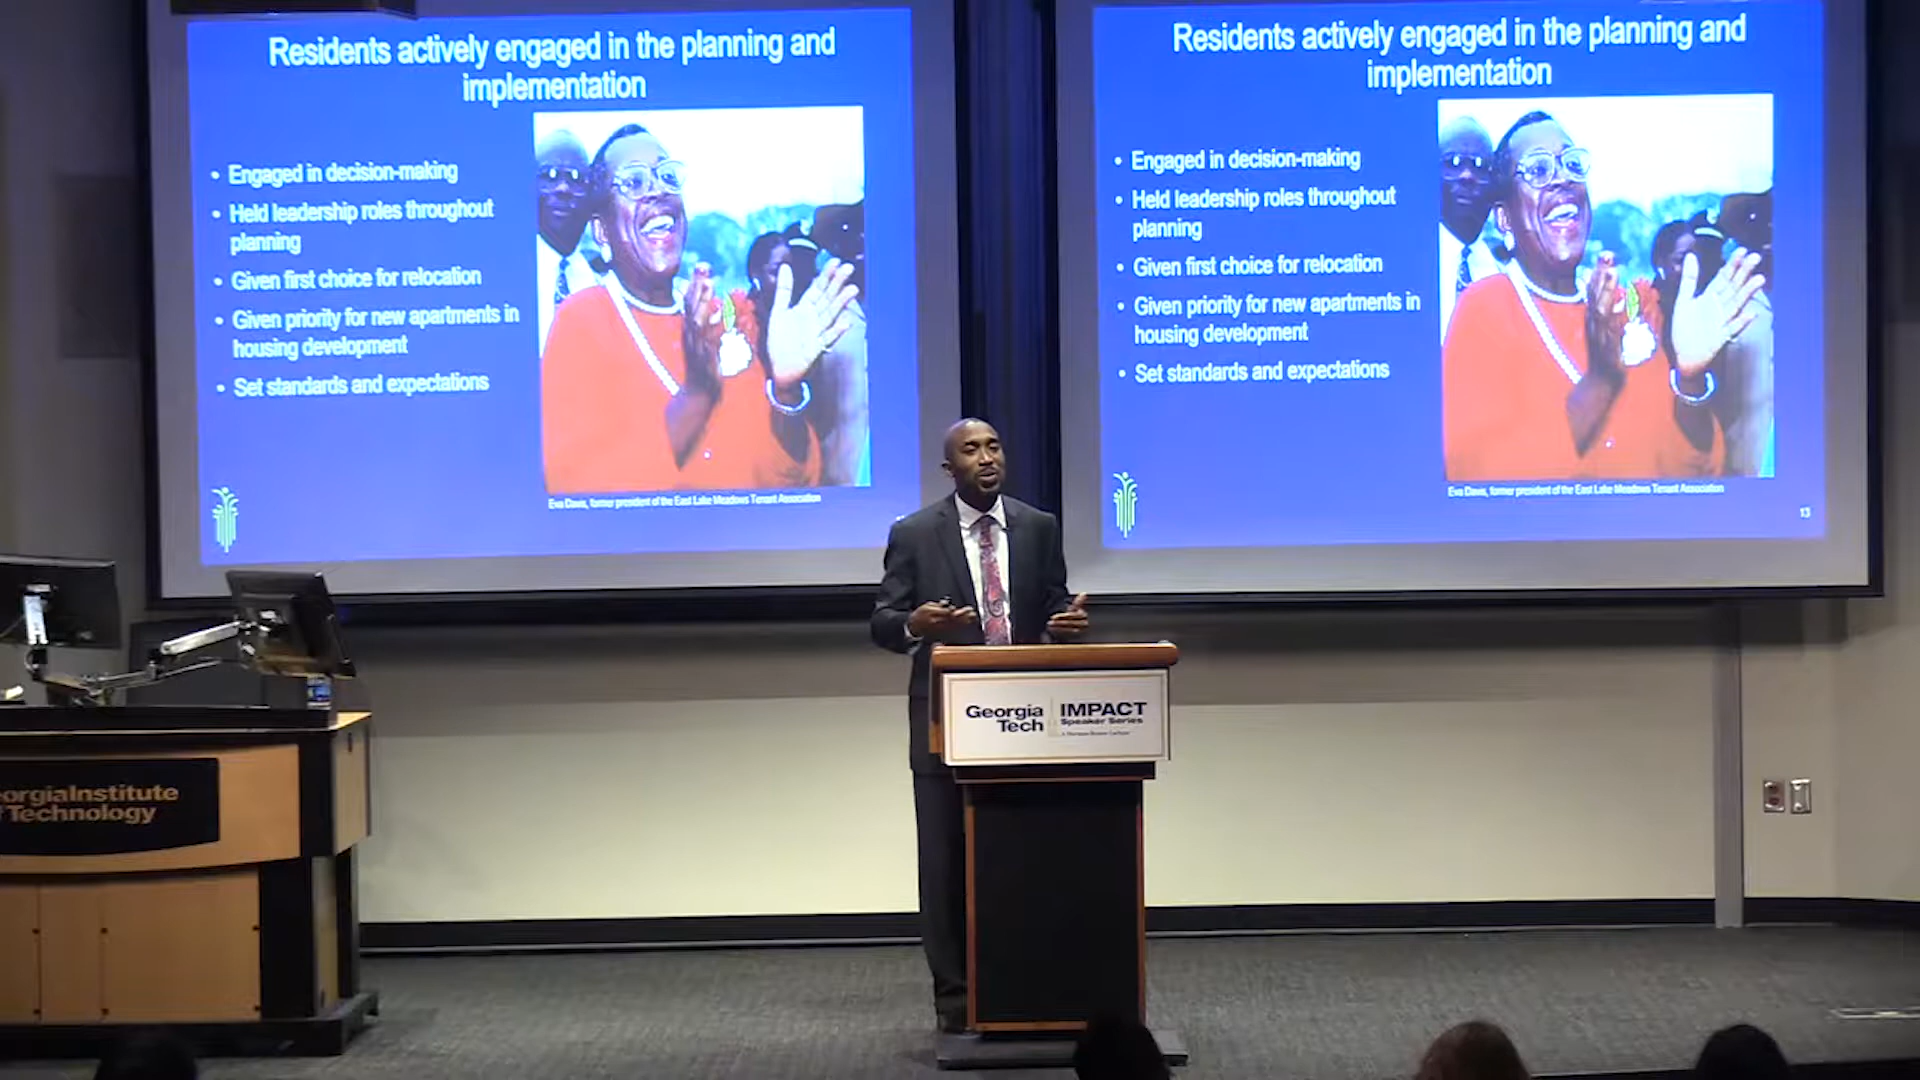 Residents actively engaged in the planning and
implementation
• Engaged in decision-making
• Held leadership roles throughout
planning
• Given first choice for relocation
• Given priority for new apartments in
housing development
• Set standards and expectations
Eva Davis, former president of the East Lake Meadows Tenant Association
Residents actively engaged in the planning and
implementation
• Engaged in decision-making
• Held leadership roles throughout
planning
• Given first choice for relocation
• Given priority for new apartments in
housing development
• Set standards and expectations
Eva Davis, former president of the East Lake Meadows Tenant Association
13
Georgia
Tech
IMPACT
Speaker Series
orgiaInstitute
Technology